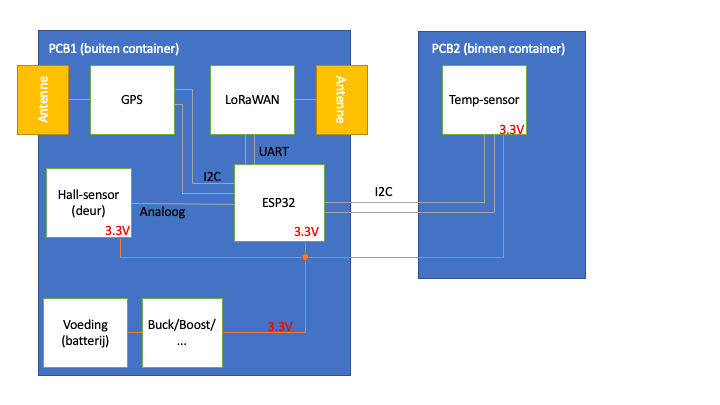 PCB1 (buiten container)
PCB2 (binnen container)
Antenne
GPS
LoRaWAN
Antenne
Temp-sensor
3.3V
UART
I2C
I2C
Hall-sensor
(deur)
3.3V
Analoog
ESP32
3.3V
Voeding
(batterij)
Buck/Boost/
...
3.3V